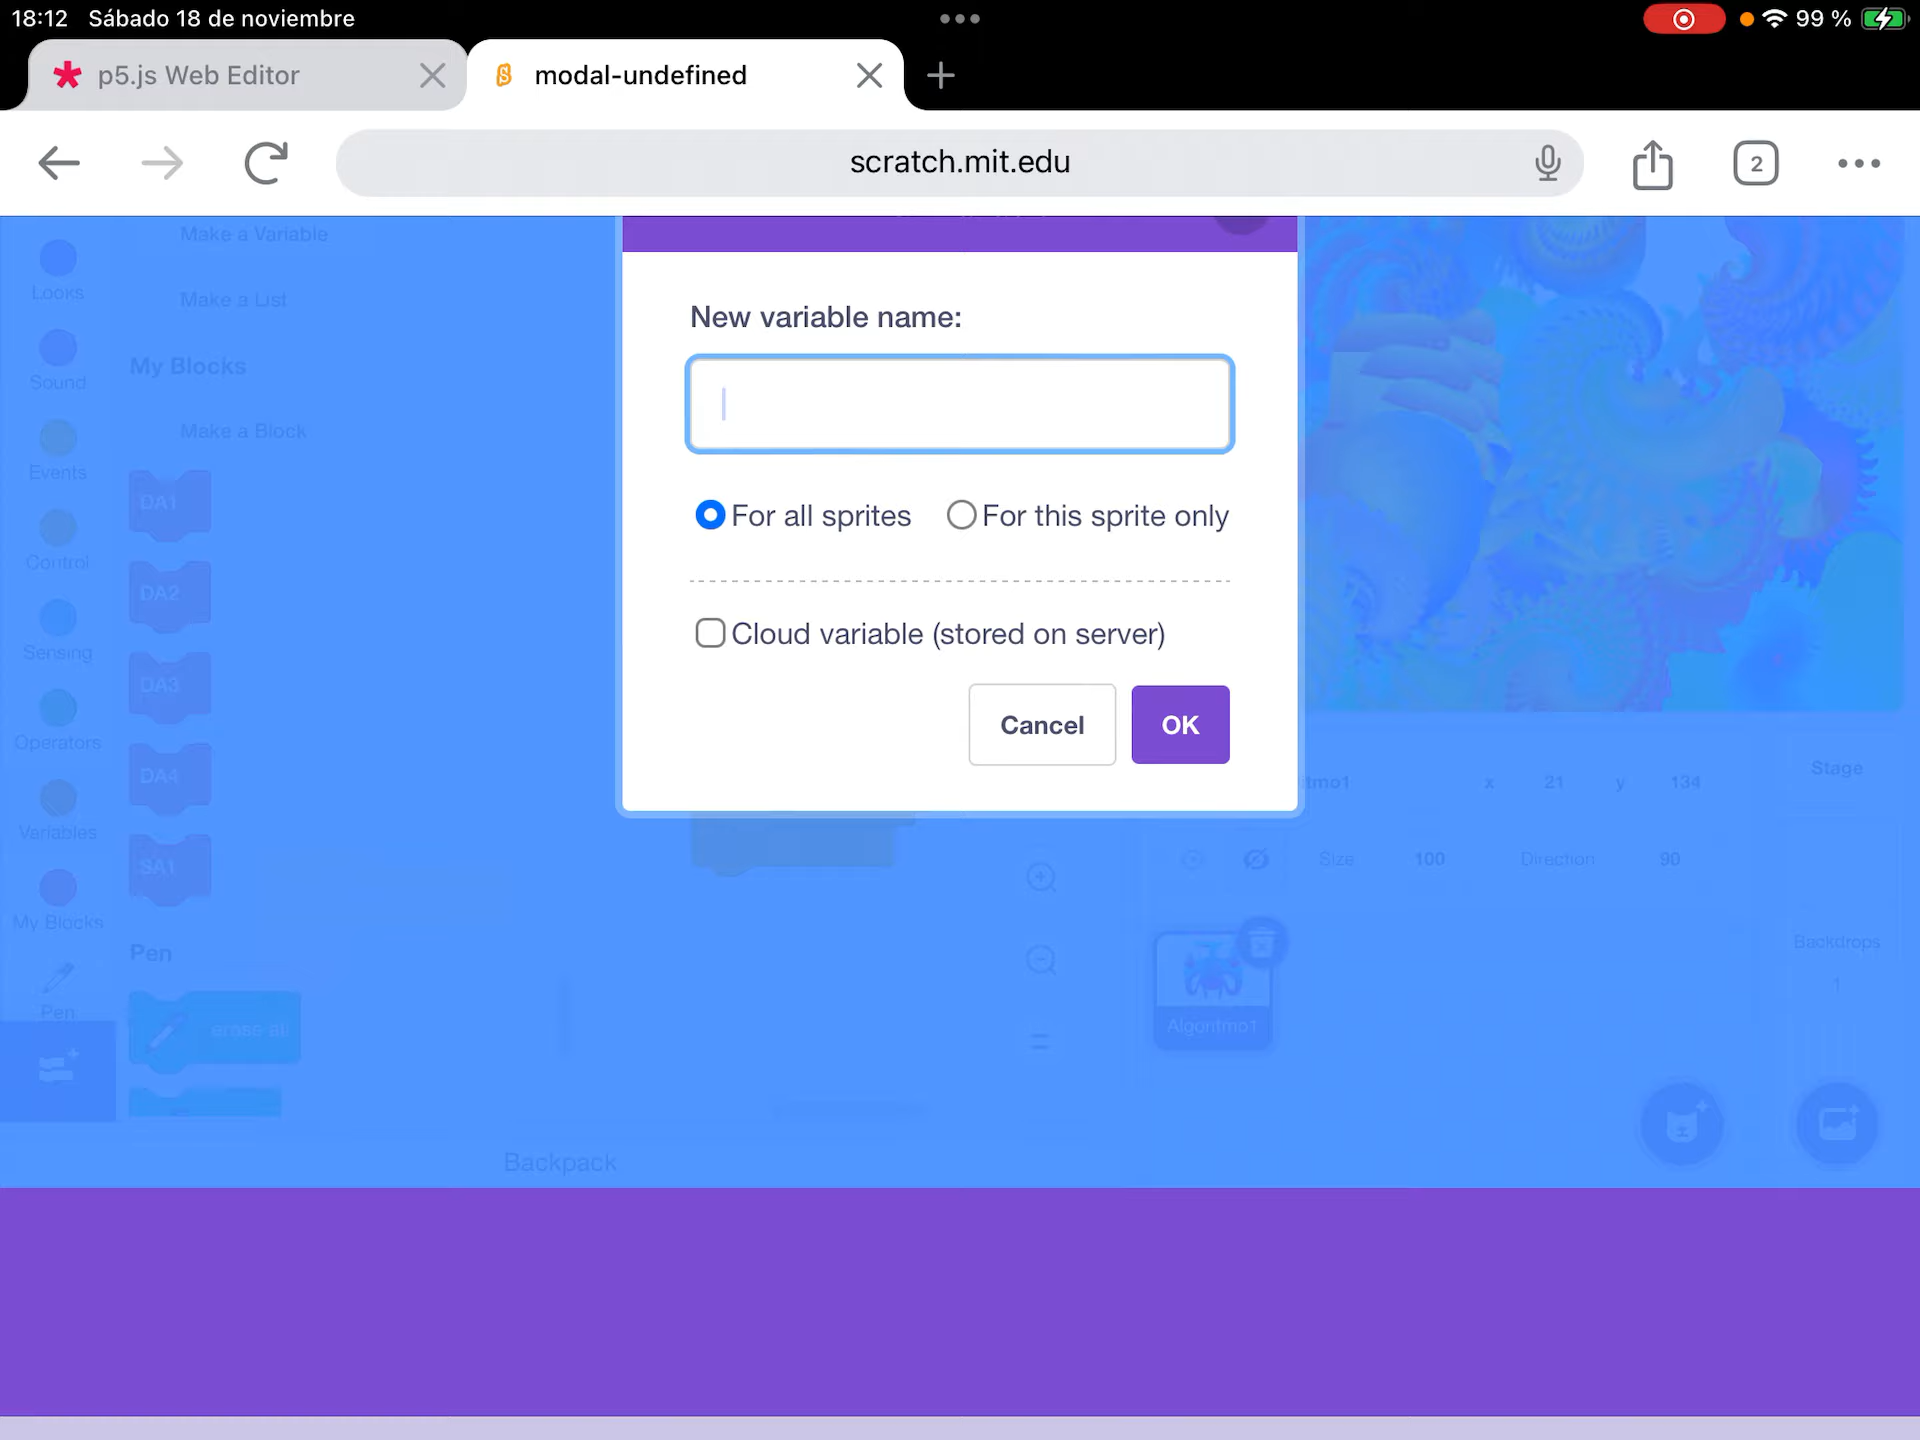 18:12 Sábado 18 de noviembre
99 %
p5.js Web Editor
modal-undefined
scratch.mit.edu
2
Make a Variable
Looks
Make a List
New variable name:
Sound
My Blocks
Make a Block
Events
DA1
For all sprites
For this sprite only
Control
DA2
Cloud variable (stored on server)
Sensing
DA3
Cancel
OK
Operators
DA4
tmo1
x
21
y
134
Stage
Variables
SA1
Size
100
Direction
90
My Blocks
Pen
Backdrops
1
Pen
erase all
Algoritmo1
Backpack